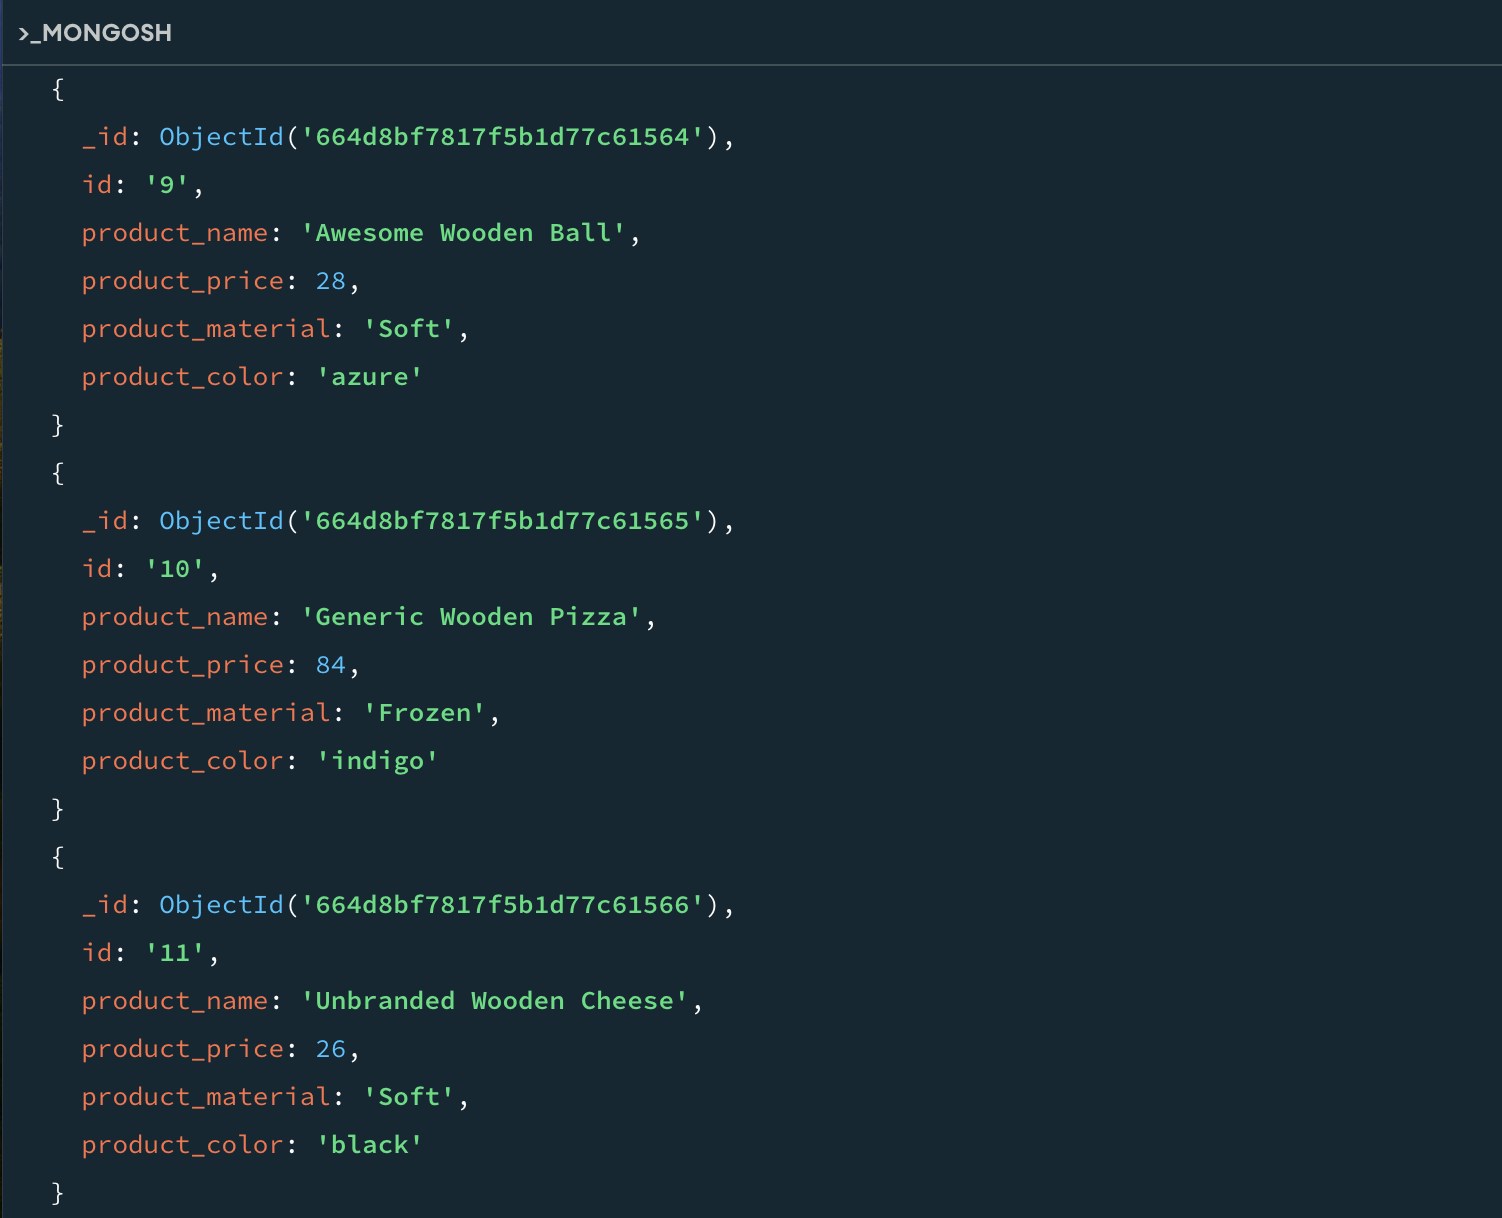 >_MONGOSH
{
_id: ObjectId('664d8bf7817f5b1d77c61564'),
id: '9',
product_name: 'Awesome Wooden Ball',
product_price: 28,
product_material: 'Soft',
product_color: 'azure'
}
{
_id: ObjectId('664d8bf7817f5b1d77c61565'),
id: '10',
product_name: 'Generic Wooden Pizza',
product_price: 84,
product_material: 'Frozen',
product_color: 'indigo'
}
{
_id: ObjectId('664d8bf7817f5b1d77c61566'),
id: '11',
product_name: 'Unbranded Wooden Cheese',
product_price: 26,
product_material: 'Soft',
product_color: 'black'
}